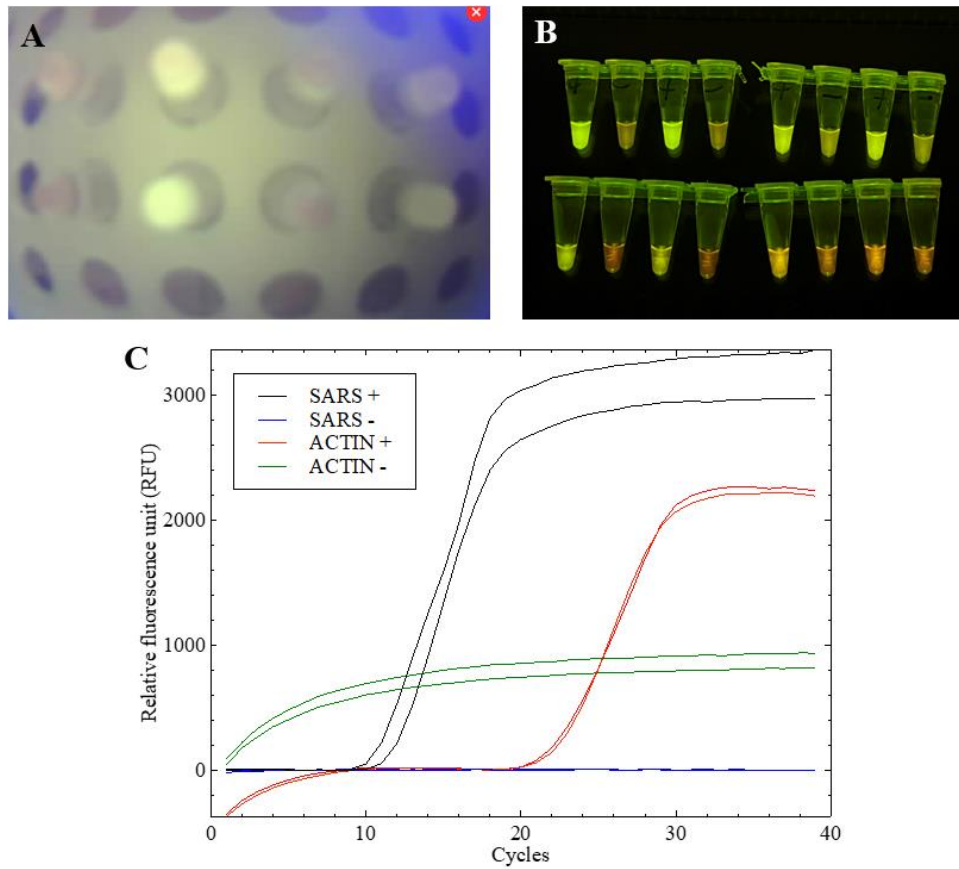 A
B
+ - + - + - + -
C
SARS +
SARS -
ACTIN +
ACTIN -
3000
2000
1000
0
Relative fluorescence unit (RFU)
0 10 20 30 40
Cycles